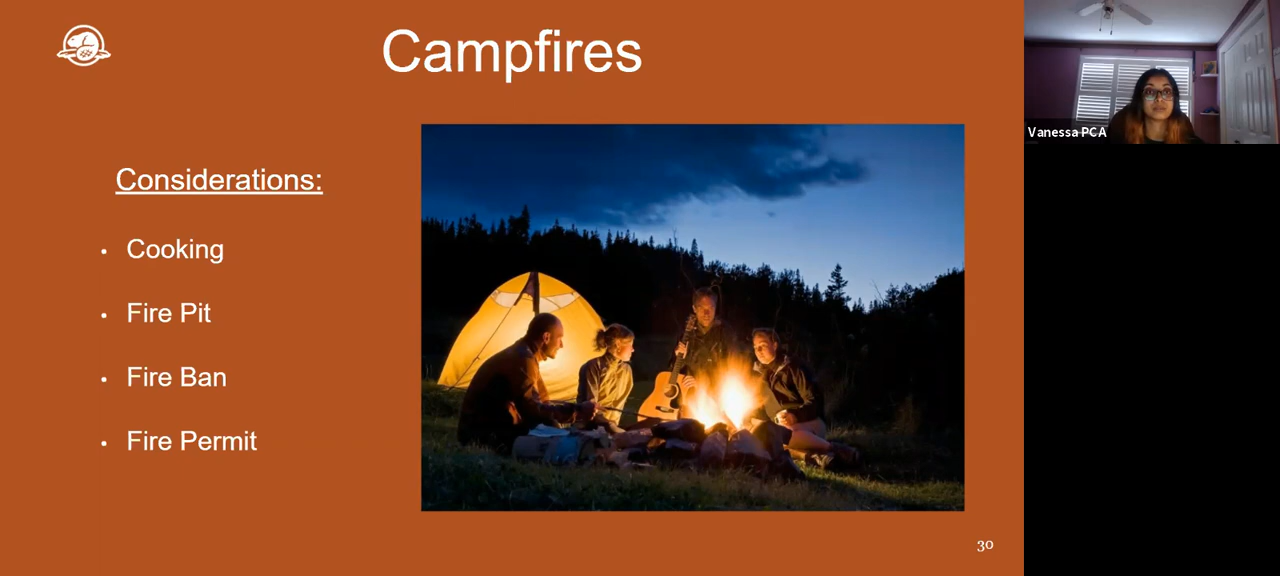 Campfires
Considerations:
• Cooking
• Fire Pit
• Fire Ban
• Fire Permit
30
Vanessa PCA